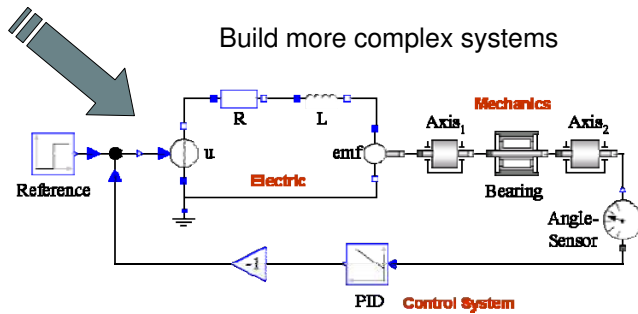 Build more complex systems
Mechanics
R
L
Axis1
Axis2
u
emf
Reference
Electric
Bearing
Angle-
Sensor
-1
PID
Control System